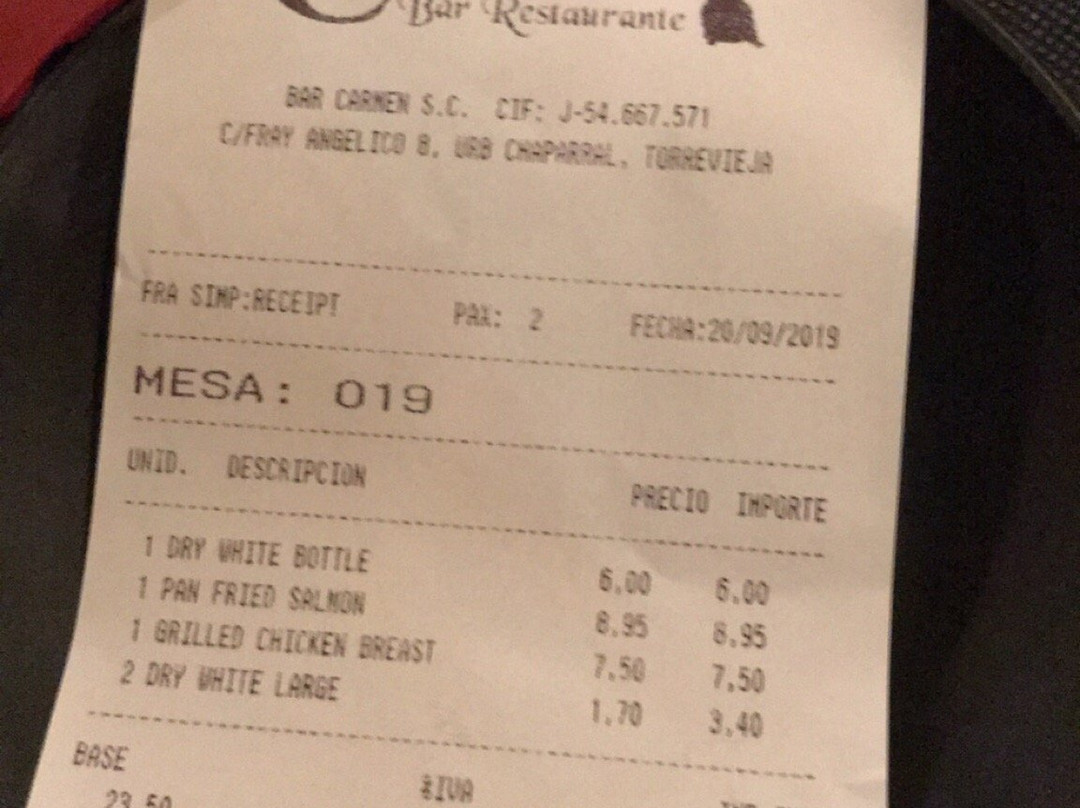 Bar Restaurante
BAR CARMEN S.C. CIF: J-54.667.571
C/FRAY ANGELICO 8, URB CHAPARRAL, TORREVIEJA
FRA SIMP:RECEIPT PAX: 2 FECHA:20/09/2019
MESA: 019
UNID. DESCRIPCION PRECIO IMPORTE
1 DRY WHITE BOTTLE 6,00 6,00
1 PAN FRIED SALMON 8,95 8,95
1 GRILLED CHICKEN BREAST 7,50 7,50
2 DRY WHITE LARGE 1,70 3,40
BASE %IVA
23,50